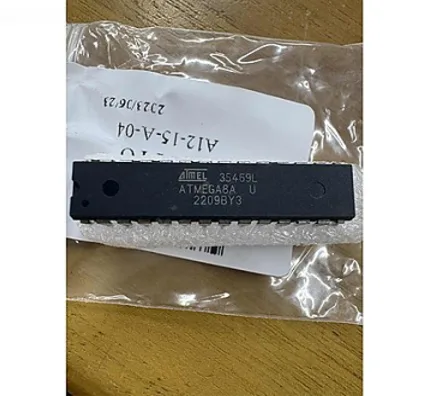 2023/06/23
A12-15-A-04
ATMEL 35469L
ATMEGA8A U
2209BY3